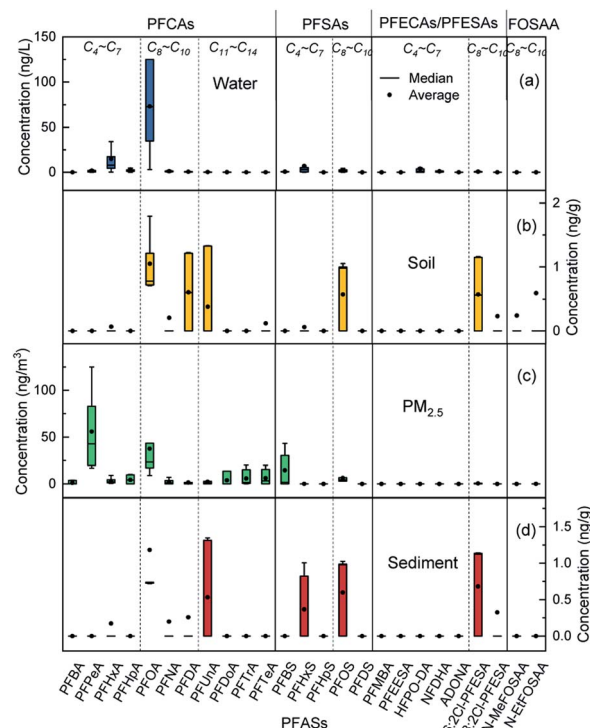 PFCAs PFSAs PFECAs/PFESAs FOSAA
C4~C7 C8~C10 C11~C14 C4~C7 C8~C10 C4~C7 C8~C10 C8~C10
150
100
50
0
Concentration (ng/L)
Water
— Median
• Average
(a)
2
1
0
Concentration (ng/g)
Soil
(b)
100
50
0
Concentration (ng/m3)
PM2.5
(c)
1.5
1.0
0.5
0.0
Concentration (ng/g)
Sediment
(d)
PFBA
PFPeA
PFHxA
PFHpA
PFOA
PFNA
PFDA
PFUnA
PFDoA
PFTrA
PFTeA
PFBS
PFHxS
PFHpS
PFOS
PFDS
PFMBA
PFEESA
HFPO-DA
NFDHA
ADONA
:2Cl-PFESA
:2Cl-PFESA
N-MeFOSAA
N-EtFOSAA
PFASs